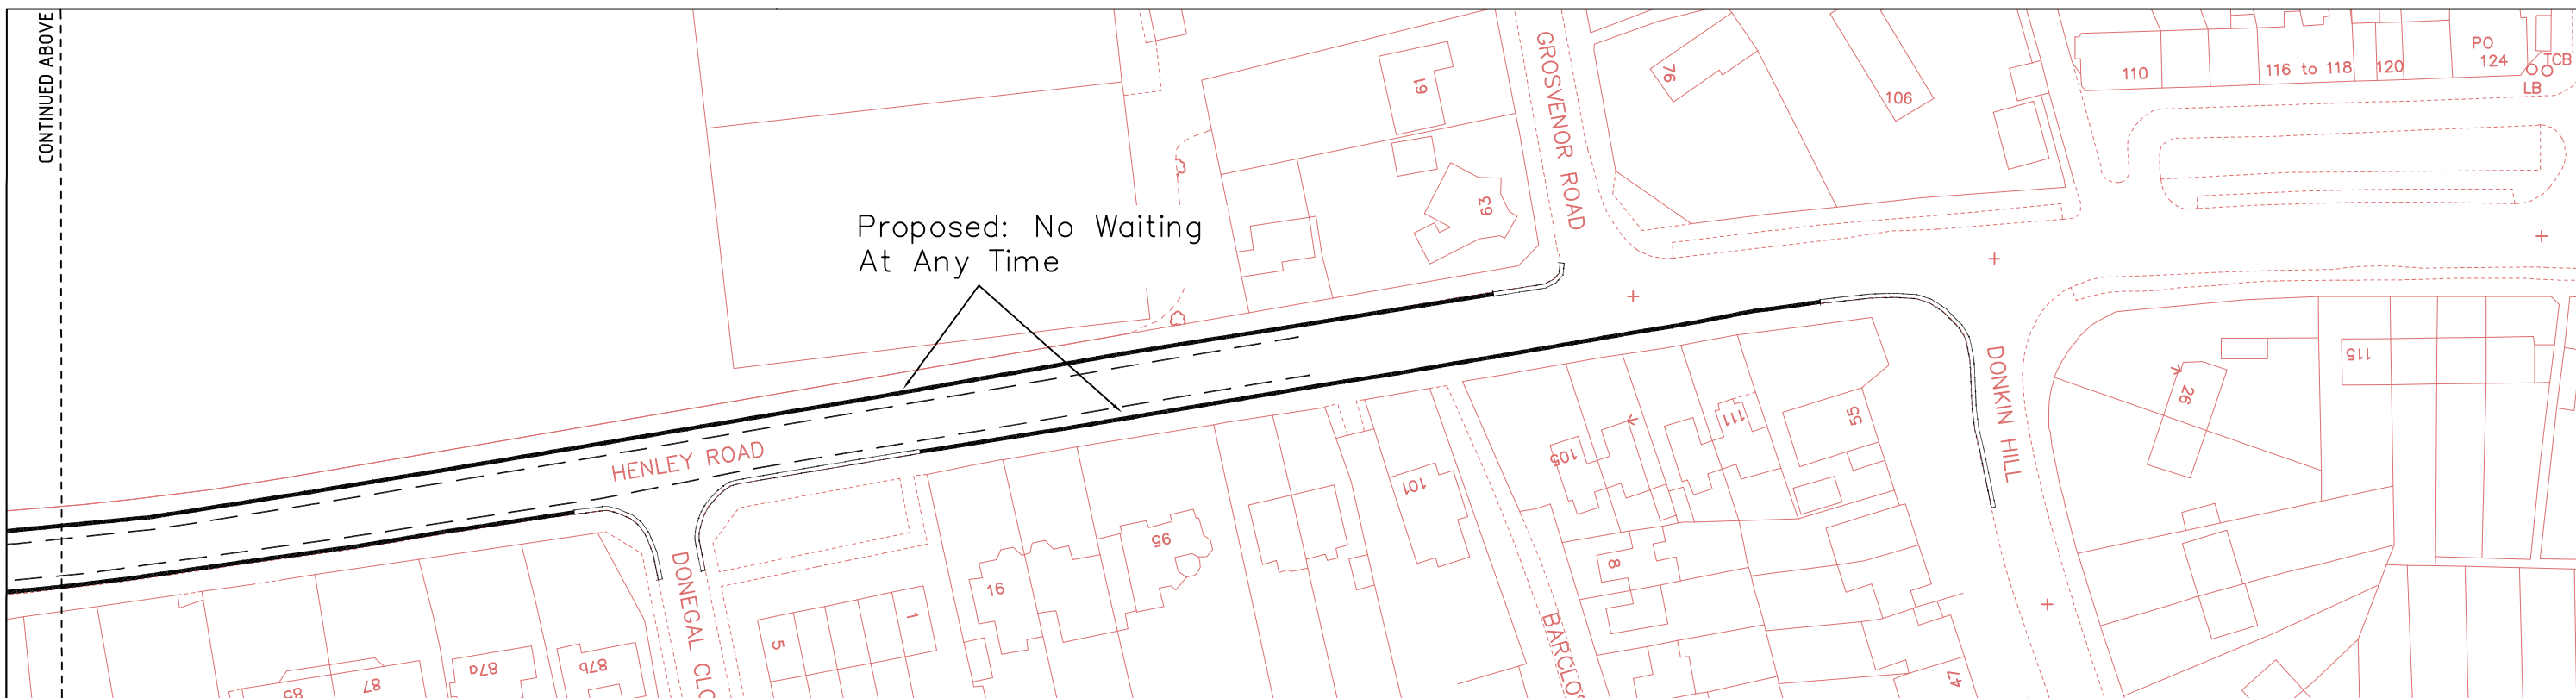 CONTINUED ABOVE
Proposed: No Waiting
At Any Time
HENLEY ROAD
GROSVENOR ROAD
DONKIN HILL
DONEGAL CLO
BARCLOS
61
63
76
106
110
116 to 118
120
PO
124
TCB
LB
115
26
111
55
105
101
8
95
91
1
5
87b
87a
87
85
47